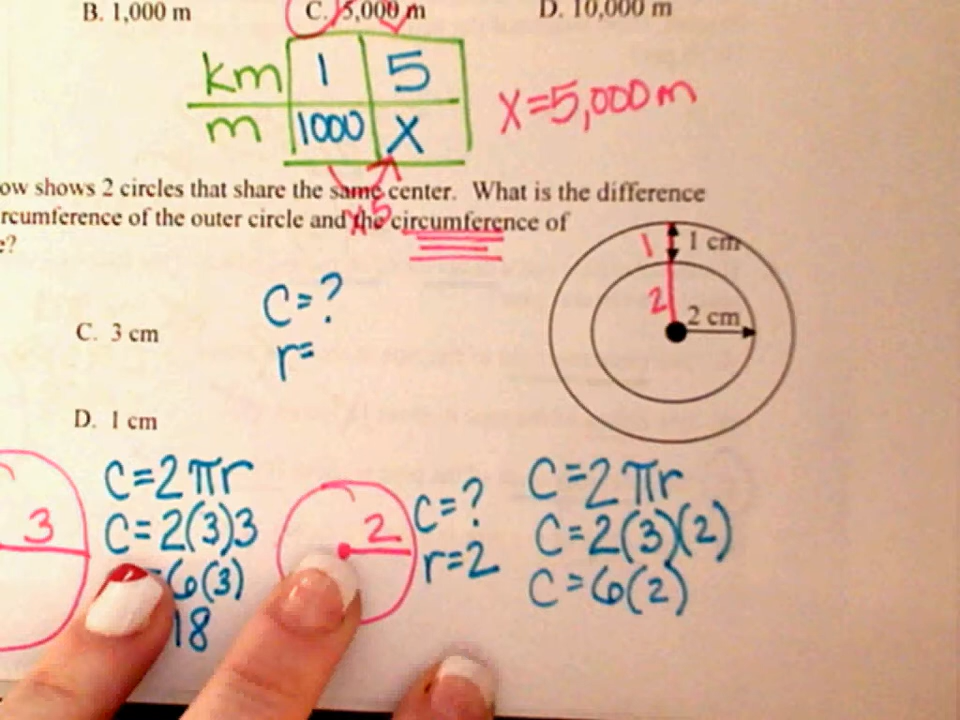 B. 1,000 m C. 5,000 m D. 10,000 m
km 1 5
m 1000 x
x=5,000m
x5
ow shows 2 circles that share the same center. What is the difference
rcumference of the outer circle and the circumference of
e?
1 1 cm
2 2 cm
C=?
r=
C. 3 cm
D. 1 cm
3
C=2πr
C=2(3)3
=6(3)
18
2
C=?
r=2
C=2πr
C=2(3)(2)
C=6(2)